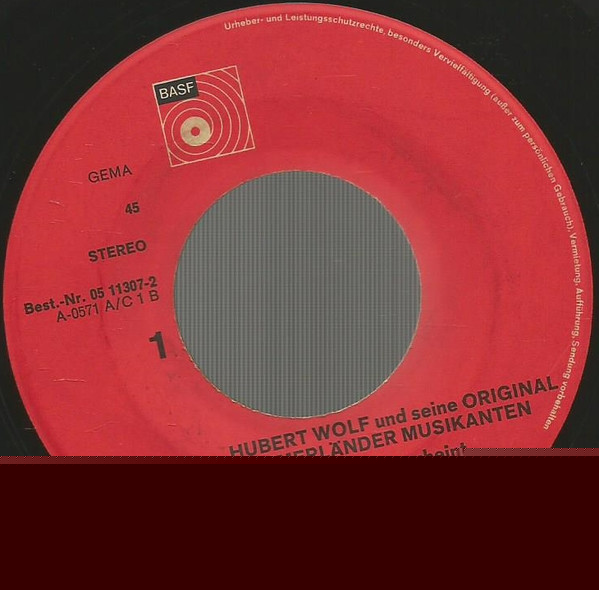 Urheber- und Leistungsschutzrechte, besonders Vervielfältigung (außer zum persönlichen Gebrauch), Vermietung, Aufführung, Sendung vorbehalten.
BASF
GEMA
45
STEREO
Best.-Nr. 05 11307-2
A-0571 A/C 1 B
1
HUBERT WOLF und seine ORIGINAL
MUSIKANTEN